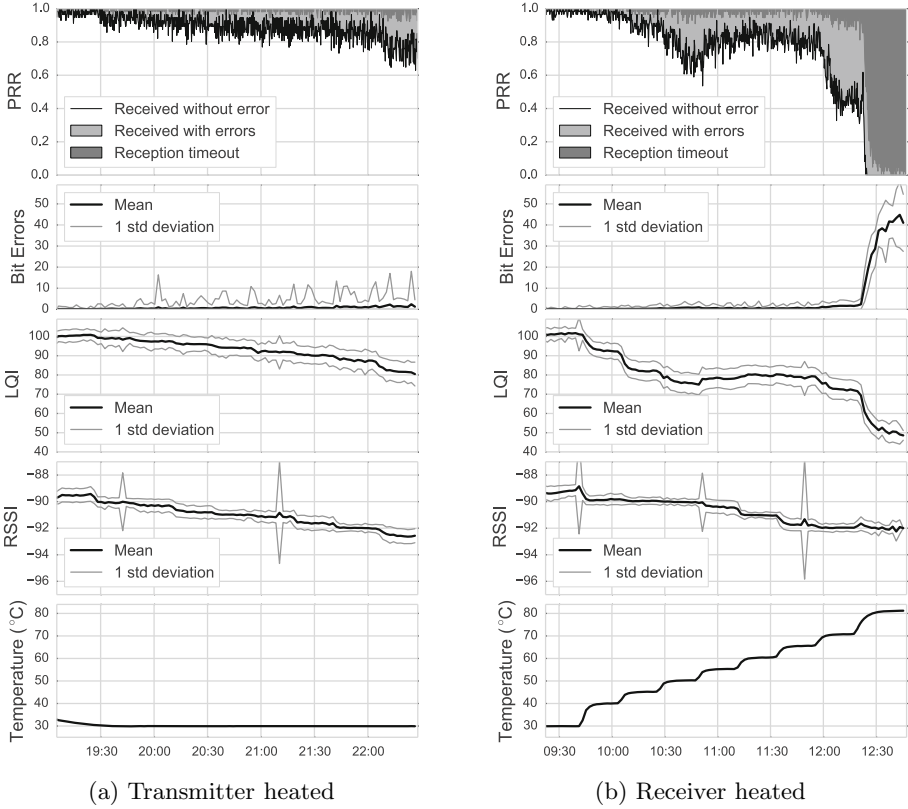 1.0
0.8
0.6
0.4
0.2
0.0
PRR
Received without error
Received with errors
Reception timeout
50
40
30
20
10
0
Bit Errors
Mean
1 std deviation
100
90
80
70
60
50
40
LQI
Mean
1 std deviation
−88
−90
−92
−94
−96
RSSI
Mean
1 std deviation
80
70
60
50
40
30
Temperature (°C)
19:30 20:00 20:30 21:00 21:30 22:00
(a) Transmitter heated
1.0
0.8
0.6
0.4
0.2
0.0
PRR
Received without error
Received with errors
Reception timeout
50
40
30
20
10
0
Bit Errors
Mean
1 std deviation
100
90
80
70
60
50
40
LQI
Mean
1 std deviation
−88
−90
−92
−94
−96
RSSI
Mean
1 std deviation
80
70
60
50
40
30
Temperature (°C)
09:30 10:00 10:30 11:00 11:30 12:00 12:30
(b) Receiver heated